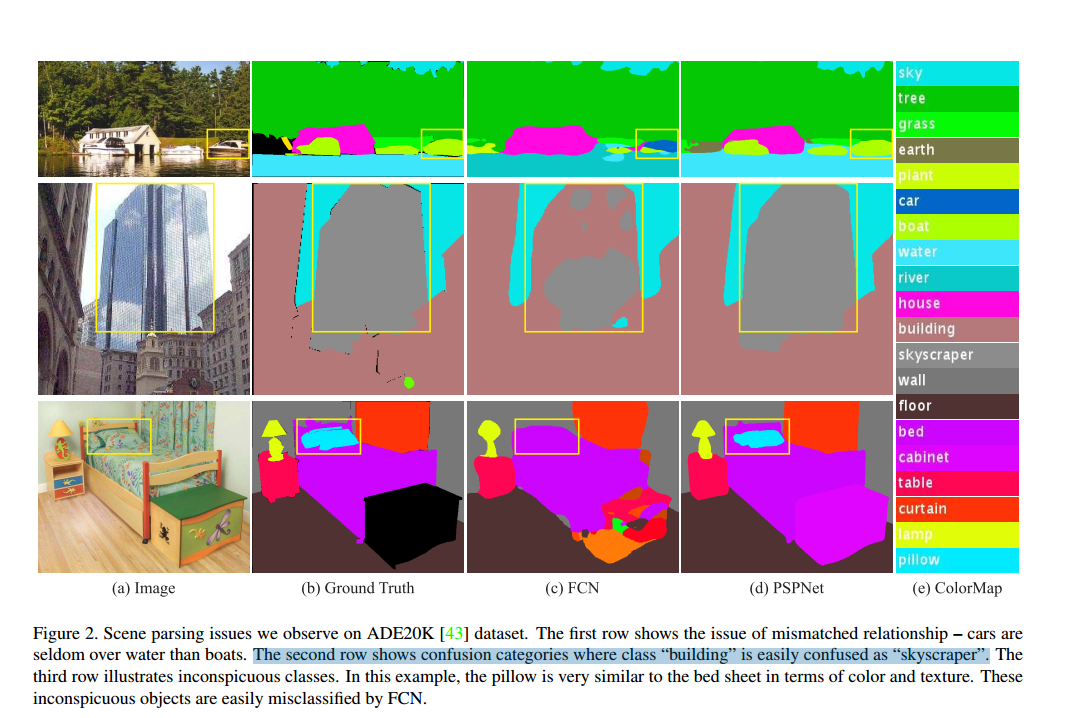 sky
tree
grass
earth
plant
car
boat
water
river
house
building
skyscraper
wall
floor
bed
cabinet
table
curtain
lamp
pillow
(a) Image
(b) Ground Truth
(c) FCN
(d) PSPNet
(e) ColorMap
Figure 2. Scene parsing issues we observe on ADE20K [43] dataset. The first row shows the issue of mismatched relationship – cars are
seldom over water than boats. The second row shows confusion categories where class “building” is easily confused as “skyscraper”. The
third row illustrates inconspicuous classes. In this example, the pillow is very similar to the bed sheet in terms of color and texture. These
inconspicuous objects are easily misclassified by FCN.